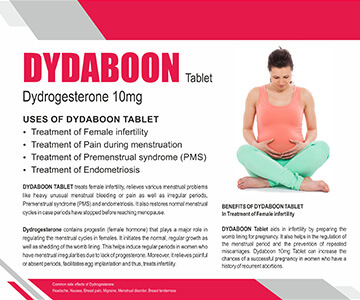 DYDABOON Tablet
Dydrogesterone 10mg
USES OF DYDABOON TABLET
• Treatment of Female infertility
• Treatment of Pain during menstruation
• Treatment of Premenstrual syndrome (PMS)
• Treatment of Endometriosis
DYDABOON TABLET treats female infertility, relieves various menstrual problems
like heavy unusual menstrual bleeding or pain as well as irregular periods,
Premenstrual syndrome (PMS) and endometriosis. It also restores normal menstrual
cycles in case periods have stopped before reaching menopause.
Dydrogesterone contains progestin (female hormone) that plays a major role in
regulating the menstrual cycles in females. It initiates the normal, regular growth as
well as shedding of the womb lining. This helps induce regular periods in women who
have menstrual irregularities due to lack of progesterone. Moreover, it relieves painful
or absent periods, facilitates egg implantation and thus, treats infertility.
BENEFITS OF DYDABOON TABLET
In Treatment of Female infertility
DYDABOON Tablet aids in infertility by preparing the
womb lining for pregnancy. It also helps in the regulation of
the menstrual period and the prevention of repeated
miscarriages. Dydaboon 10mg Tablet can increase the
chances of a successful pregnancy in women who have a
history of recurrent abortions.
Common side effects of Dydrogesterone
Headache, Nausea, Breast pain, Migraine, Menstrual disorder, Breast tenderness